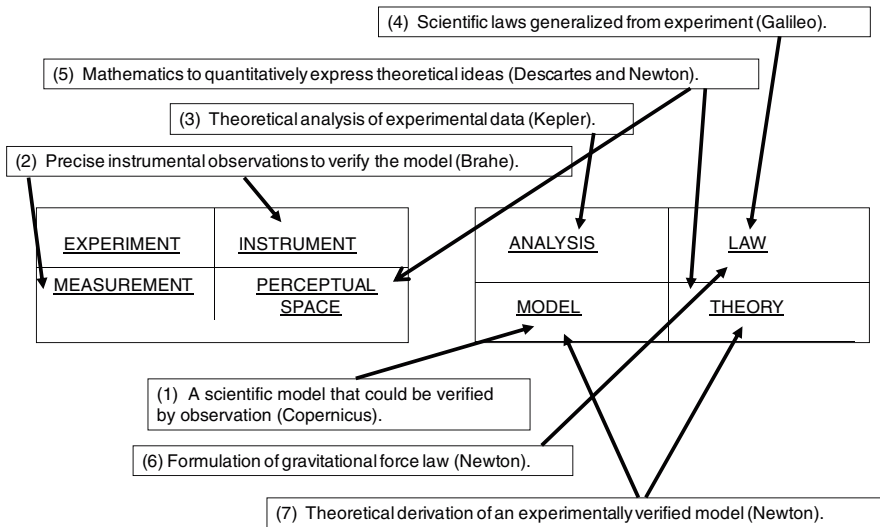 (4) Scientific laws generalized from experiment (Galileo).
(5) Mathematics to quantitatively express theoretical ideas (Descartes and Newton).
(3) Theoretical analysis of experimental data (Kepler).
(2) Precise instrumental observations to verify the model (Brahe).
EXPERIMENT
INSTRUMENT
MEASUREMENT
PERCEPTUAL
SPACE
ANALYSIS
LAW
MODEL
THEORY
(1) A scientific model that could be verified
by observation (Copernicus).
(6) Formulation of gravitational force law (Newton).
(7) Theoretical derivation of an experimentally verified model (Newton).